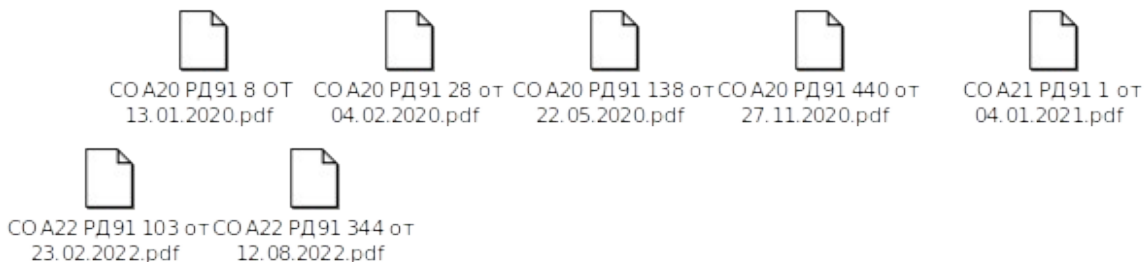 СО А20 РД91 8 ОТ СО А20 РД91 28 от СО А20 РД91 138 от СО А20 РД91 440 от СО А21 РД91 1 от
13.01.2020.pdf 04.02.2020.pdf 22.05.2020.pdf 27.11.2020.pdf 04.01.2021.pdf
СО А22 РД91 103 от СО А22 РД91 344 от
23.02.2022.pdf 12.08.2022.pdf